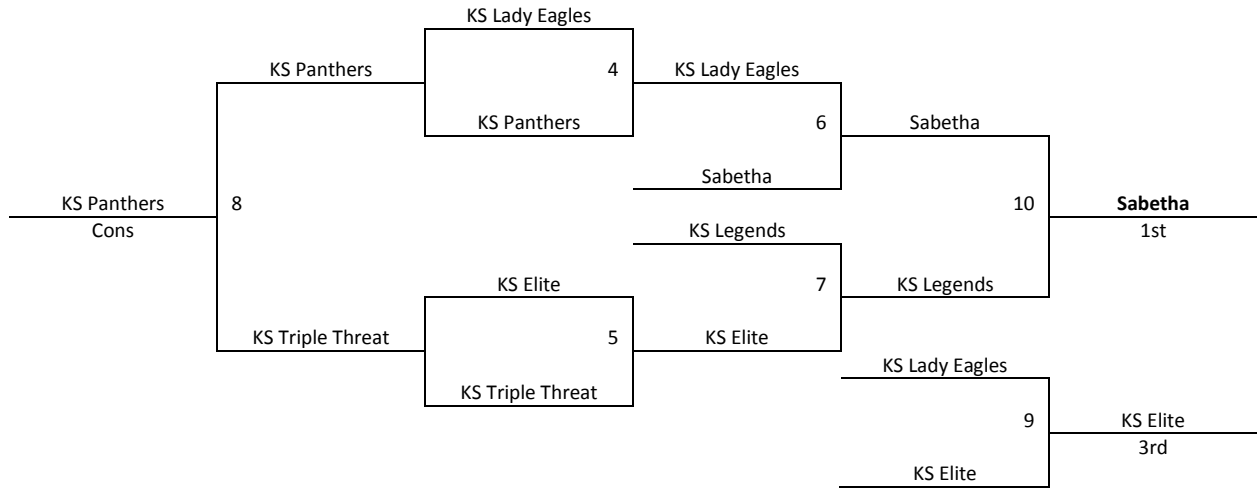 KS Lady Eagles
KS Panthers
4
KS Lady Eagles
KS Panthers
6
Sabetha
Sabetha
KS Panthers
8
10
Sabetha
Cons
1st
KS Legends
KS Elite
7
KS Legends
KS Triple Threat
5
KS Elite
KS Lady Eagles
KS Triple Threat
9
KS Elite
3rd
KS Elite